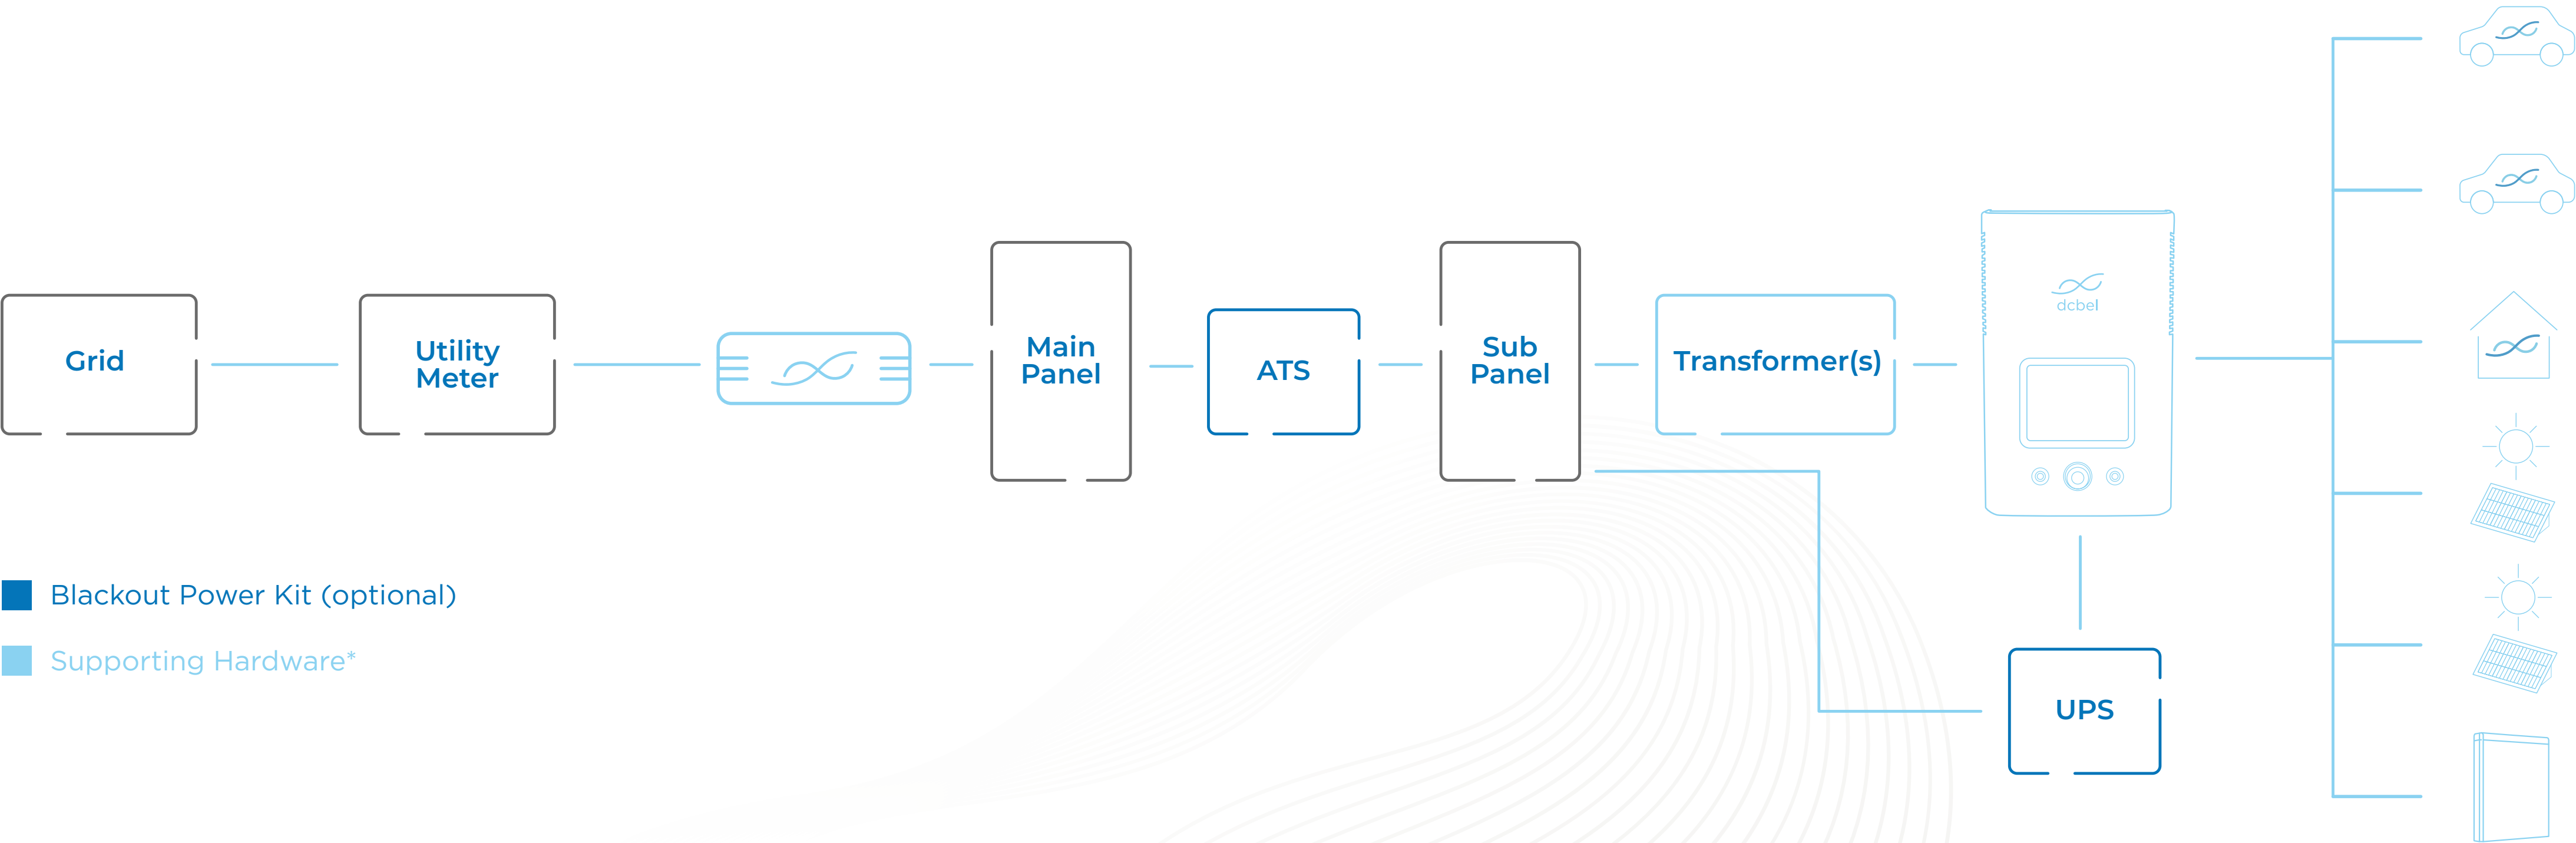 Grid
Utility
Meter
Main
Panel
ATS
Sub
Panel
Transformer(s)
dcbel
UPS
Blackout Power Kit (optional)
Supporting Hardware*